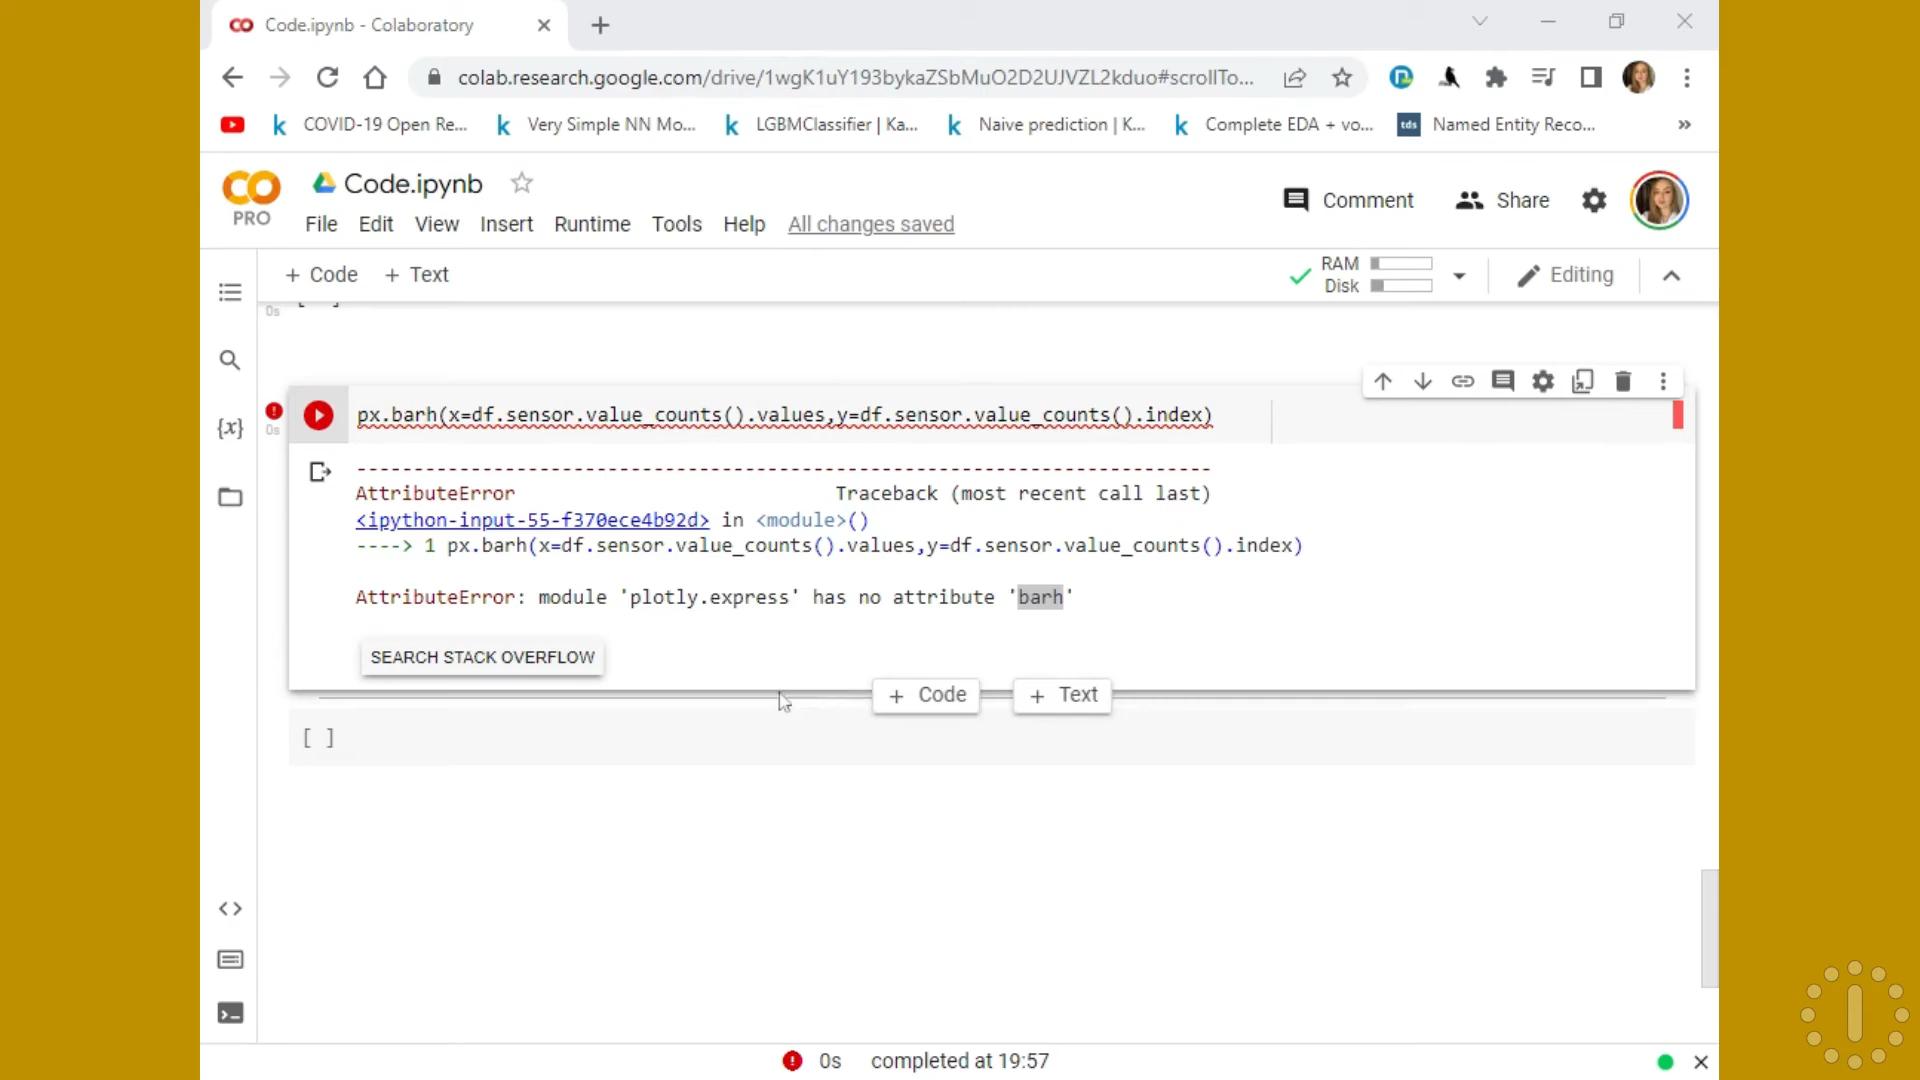 Code.ipynb - Colaboratory
colab.research.google.com/drive/1wgK1uY193bykaZSbMuO2D2UJVZL2kduo#scrollTo...
COVID-19 Open Re... Very Simple NN Mo... LGBMClassifier | Ka... Naive prediction | K... Complete EDA + vo... tds Named Entity Reco... »
CO PRO
Code.ipynb
Comment Share
File Edit View Insert Runtime Tools Help All changes saved
+ Code + Text
RAM
Disk
Editing
0s
{x}
px.barh(x=df.sensor.value_counts().values,y=df.sensor.value_counts().index)
0s
---------------------------------------------------------------------------
AttributeError Traceback (most recent call last)
<ipython-input-55-f370ece4b92d> in <module>()
----> 1 px.barh(x=df.sensor.value_counts().values,y=df.sensor.value_counts().index)
AttributeError: module 'plotly.express' has no attribute 'barh'
SEARCH STACK OVERFLOW
+ Code + Text
[ ]
0s completed at 19:57